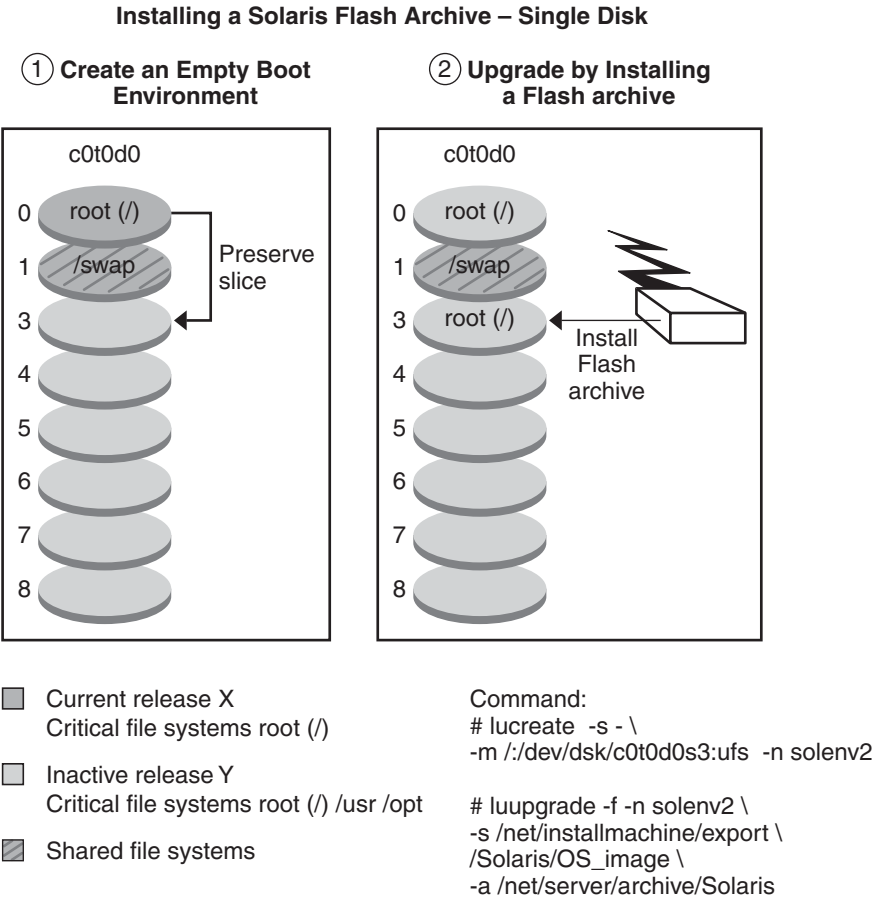 Installing a Solaris Flash Archive – Single Disk
1 Create an Empty Boot
Environment
c0t0d0
0 root (/)
1 /swap
Preserve
slice
3
4
5
6
7
8
2 Upgrade by Installing
a Flash archive
c0t0d0
0 root (/)
1 /swap
3 root (/)
Install
Flash
archive
4
5
6
7
8
Current release X
Critical file systems root (/)
Inactive release Y
Critical file systems root (/) /usr /opt
Shared file systems
Command:
# lucreate -s - \
-m /:/dev/dsk/c0t0d0s3:ufs -n solenv2
# luupgrade -f -n solenv2 \
-s /net/installmachine/export \
/Solaris/OS_image \
-a /net/server/archive/Solaris